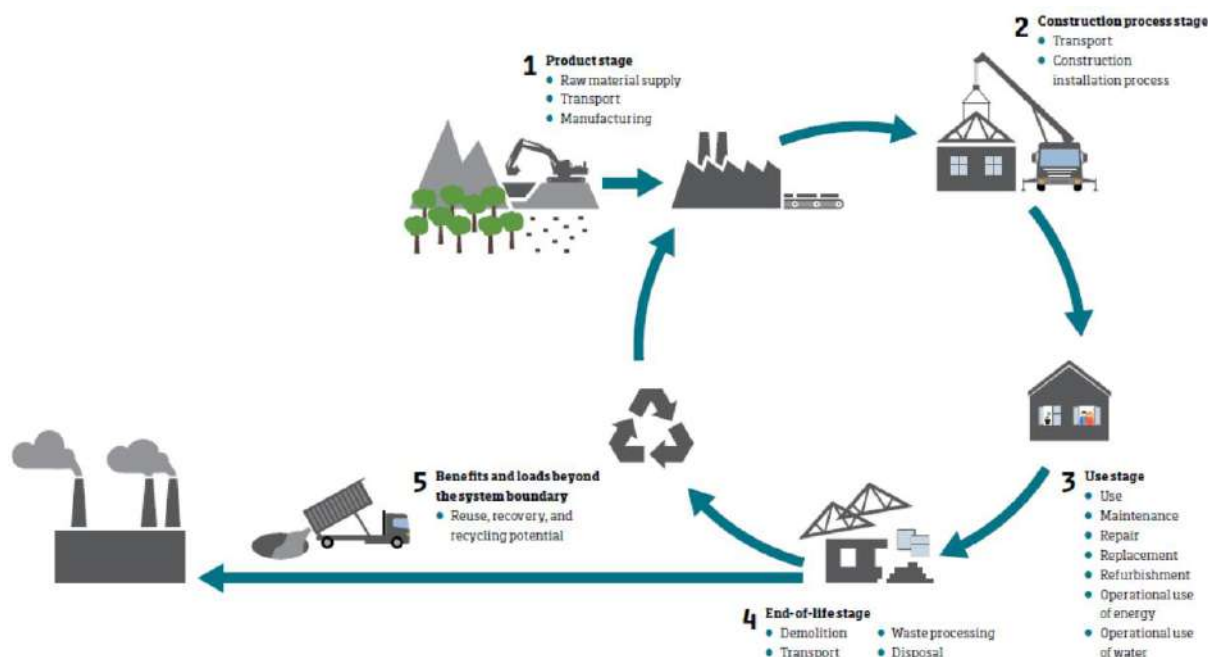 1 Product stage
• Raw material supply
• Transport
• Manufacturing
2 Construction process stage
• Transport
• Construction
installation process
3 Use stage
• Use
• Maintenance
• Repair
• Replacement
• Refurbishment
• Operational use
of energy
• Operational use
of water
4 End-of-life stage
• Demolition
• Transport
• Waste processing
• Disposal
5 Benefits and loads beyond
the system boundary
• Reuse, recovery, and
recycling potential